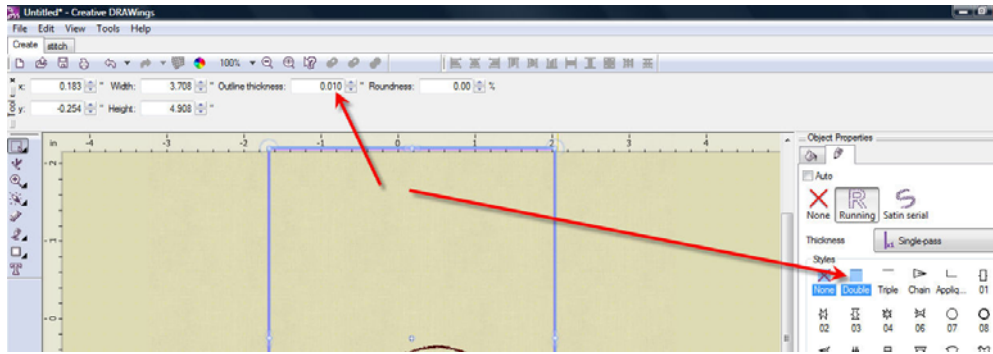 Untitled* - Creative DRAWings
File Edit View Tools Help
Create stitch
100%
x: 0.183 " Width: 3.708 " Outline thickness: 0.010 " Roundness: 0.00 %
y: -0.254 " Height: 4.908 "
in -4 -3 -2 -1 0 1 2 3 4
Object Properties
Auto
None Running Satin serial
Thickness x1 Single-pass
Styles
None Double Triple Chain Appliq... 01
02 03 04 06 07 08